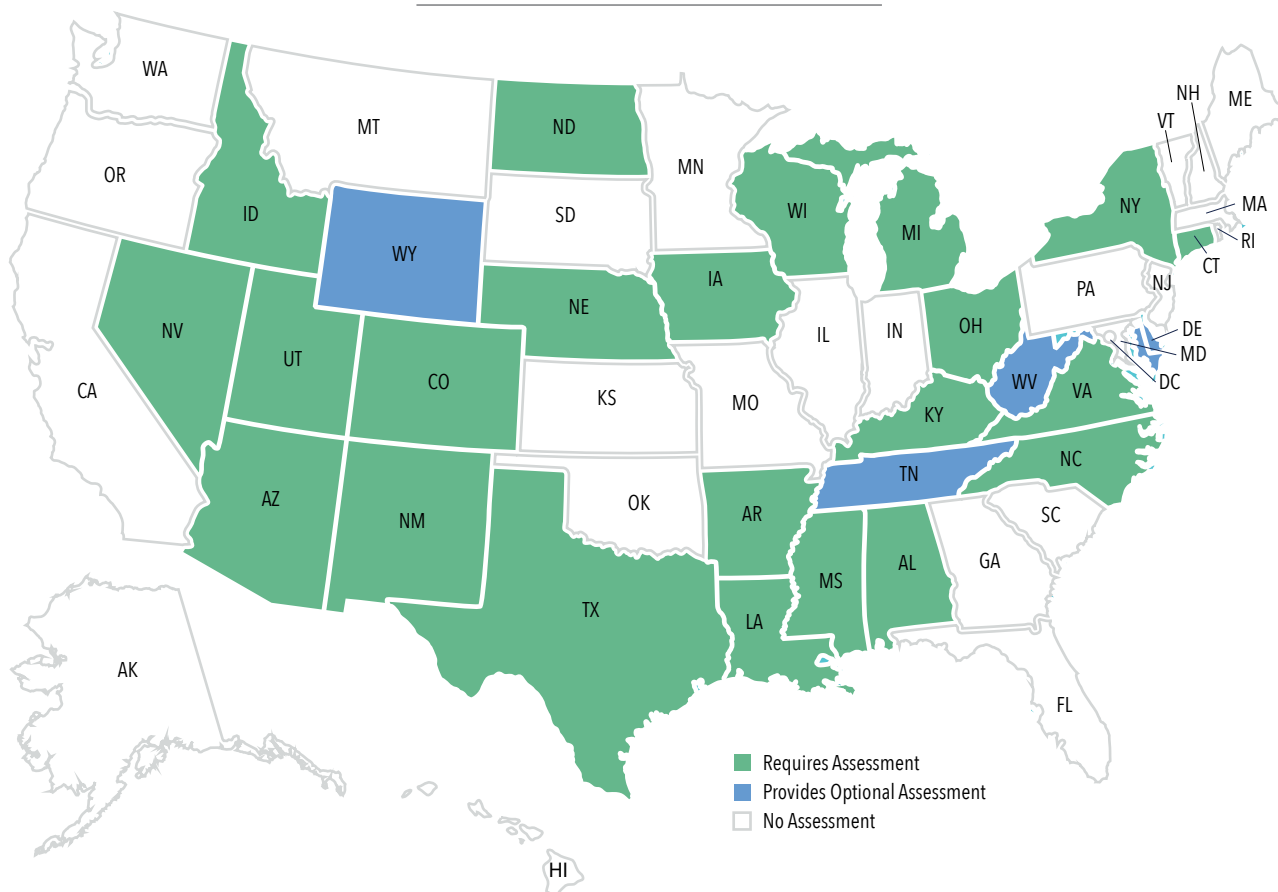 WA
MT
ND
MN
OR
ID
WY
SD
WI
MI
NY
VT
NH
ME
MA
RI
CT
NV
UT
CO
NE
IA
IL
IN
OH
PA
NJ
DE
MD
DC
CA
KS
MO
KY
WV
VA
AZ
NM
OK
AR
TN
NC
SC
TX
LA
MS
AL
GA
FL
AK
HI
Requires Assessment
Provides Optional Assessment
No Assessment